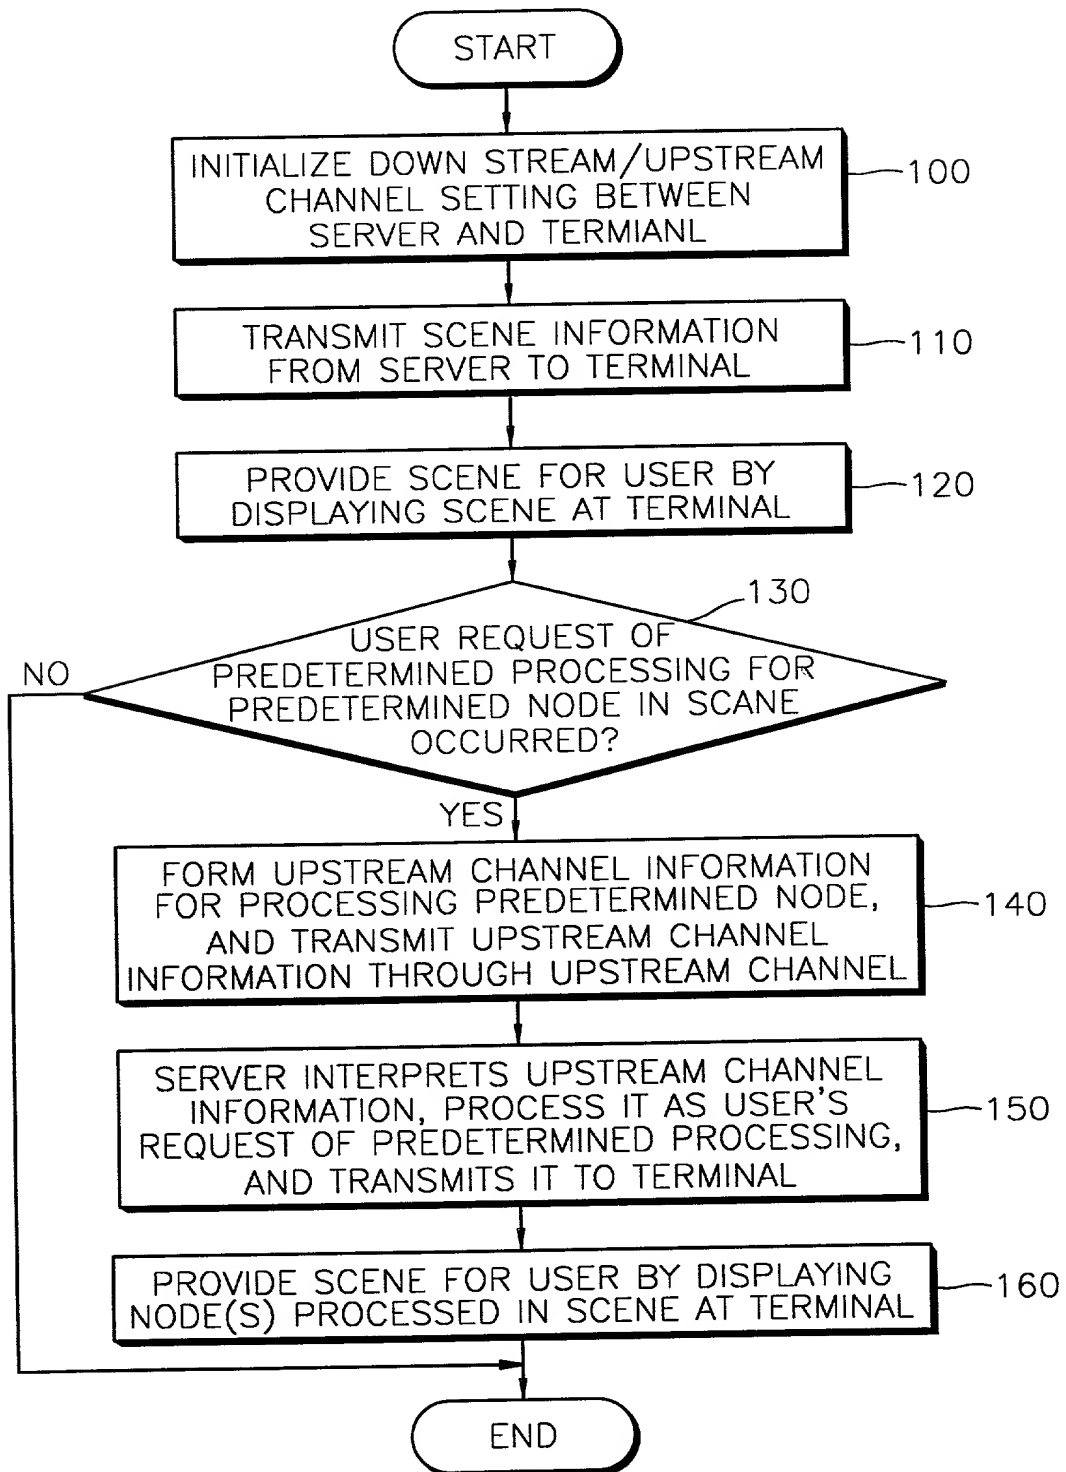 START
INITIALIZE DOWN STREAM/UPSTREAM
CHANNEL SETTING BETWEEN
SERVER AND TERMIANL
100
TRANSMIT SCENE INFORMATION
FROM SERVER TO TERMINAL
110
PROVIDE SCENE FOR USER BY
DISPLAYING SCENE AT TERMINAL
120
130
USER REQUEST OF
PREDETERMINED PROCESSING FOR
PREDETERMINED NODE IN SCANE
OCCURRED?
NO
YES
FORM UPSTREAM CHANNEL INFORMATION
FOR PROCESSING PREDETERMINED NODE,
AND TRANSMIT UPSTREAM CHANNEL
INFORMATION THROUGH UPSTREAM CHANNEL
140
SERVER INTERPRETS UPSTREAM CHANNEL
INFORMATION, PROCESS IT AS USER'S
REQUEST OF PREDETERMINED PROCESSING,
AND TRANSMITS IT TO TERMINAL
150
PROVIDE SCENE FOR USER BY DISPLAYING
NODE(S) PROCESSED IN SCENE AT TERMINAL
160
END